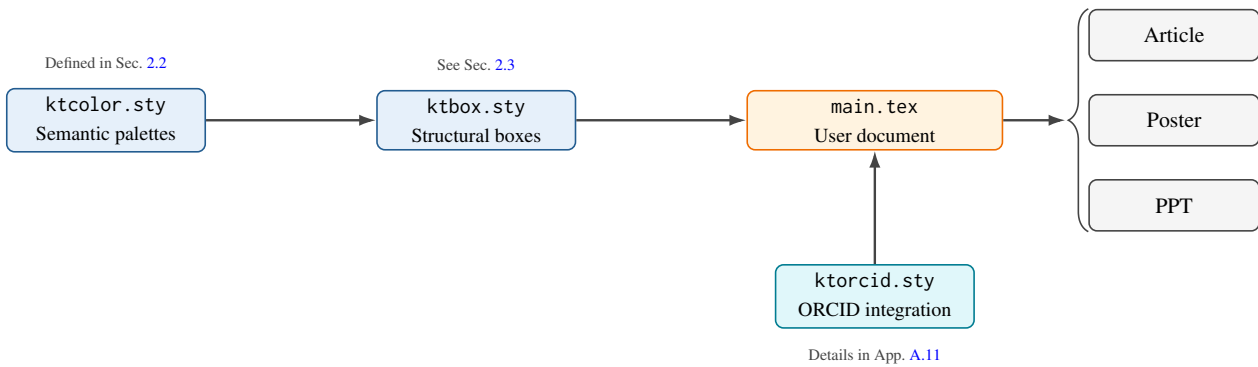 Defined in Sec. 2.2
ktcolor.sty
Semantic palettes
See Sec. 2.3
ktbox.sty
Structural boxes
main.tex
User document
Article
Poster
PPT
ktorcid.sty
ORCID integration
Details in App. A.11